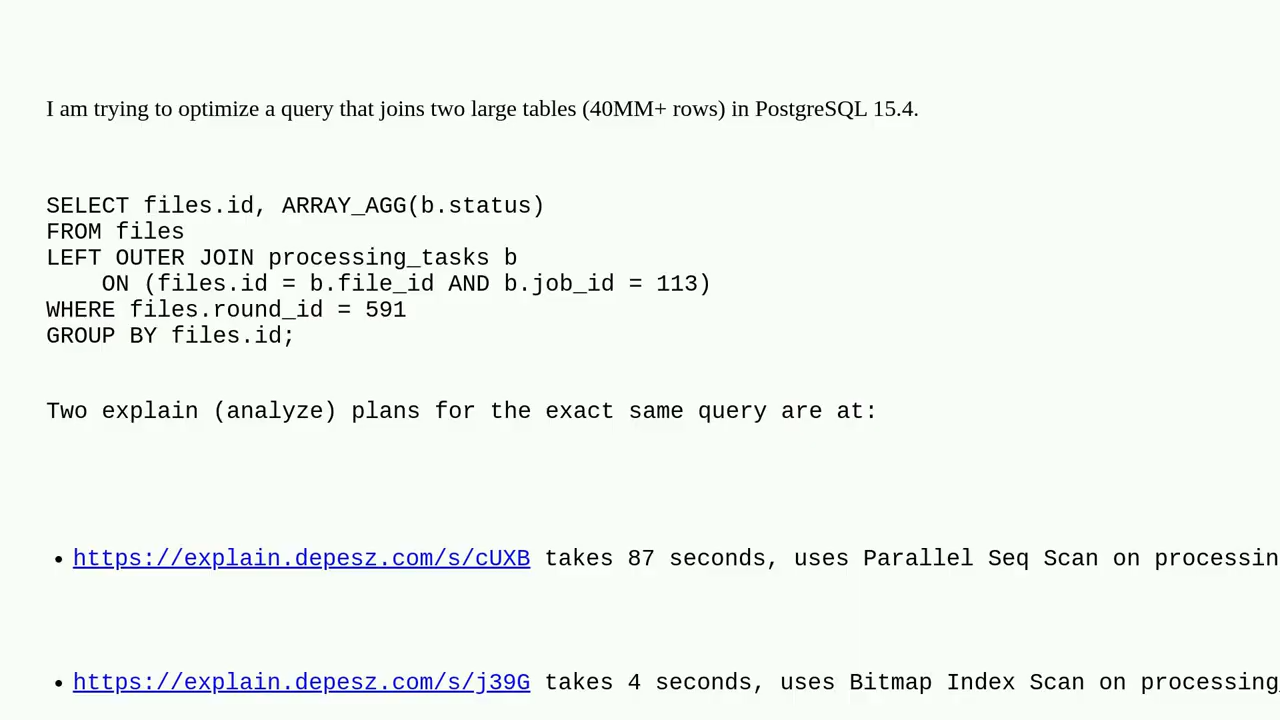 I am trying to optimize a query that joins two large tables (40MM+ rows) in PostgreSQL 15.4.
SELECT files.id, ARRAY_AGG(b.status)
FROM files
LEFT OUTER JOIN processing_tasks b
    ON (files.id = b.file_id AND b.job_id = 113)
WHERE files.round_id = 591
GROUP BY files.id;
Two explain (analyze) plans for the exact same query are at:
• https://explain.depesz.com/s/cUXB takes 87 seconds, uses Parallel Seq Scan on processin
• https://explain.depesz.com/s/j39G takes 4 seconds, uses Bitmap Index Scan on processing